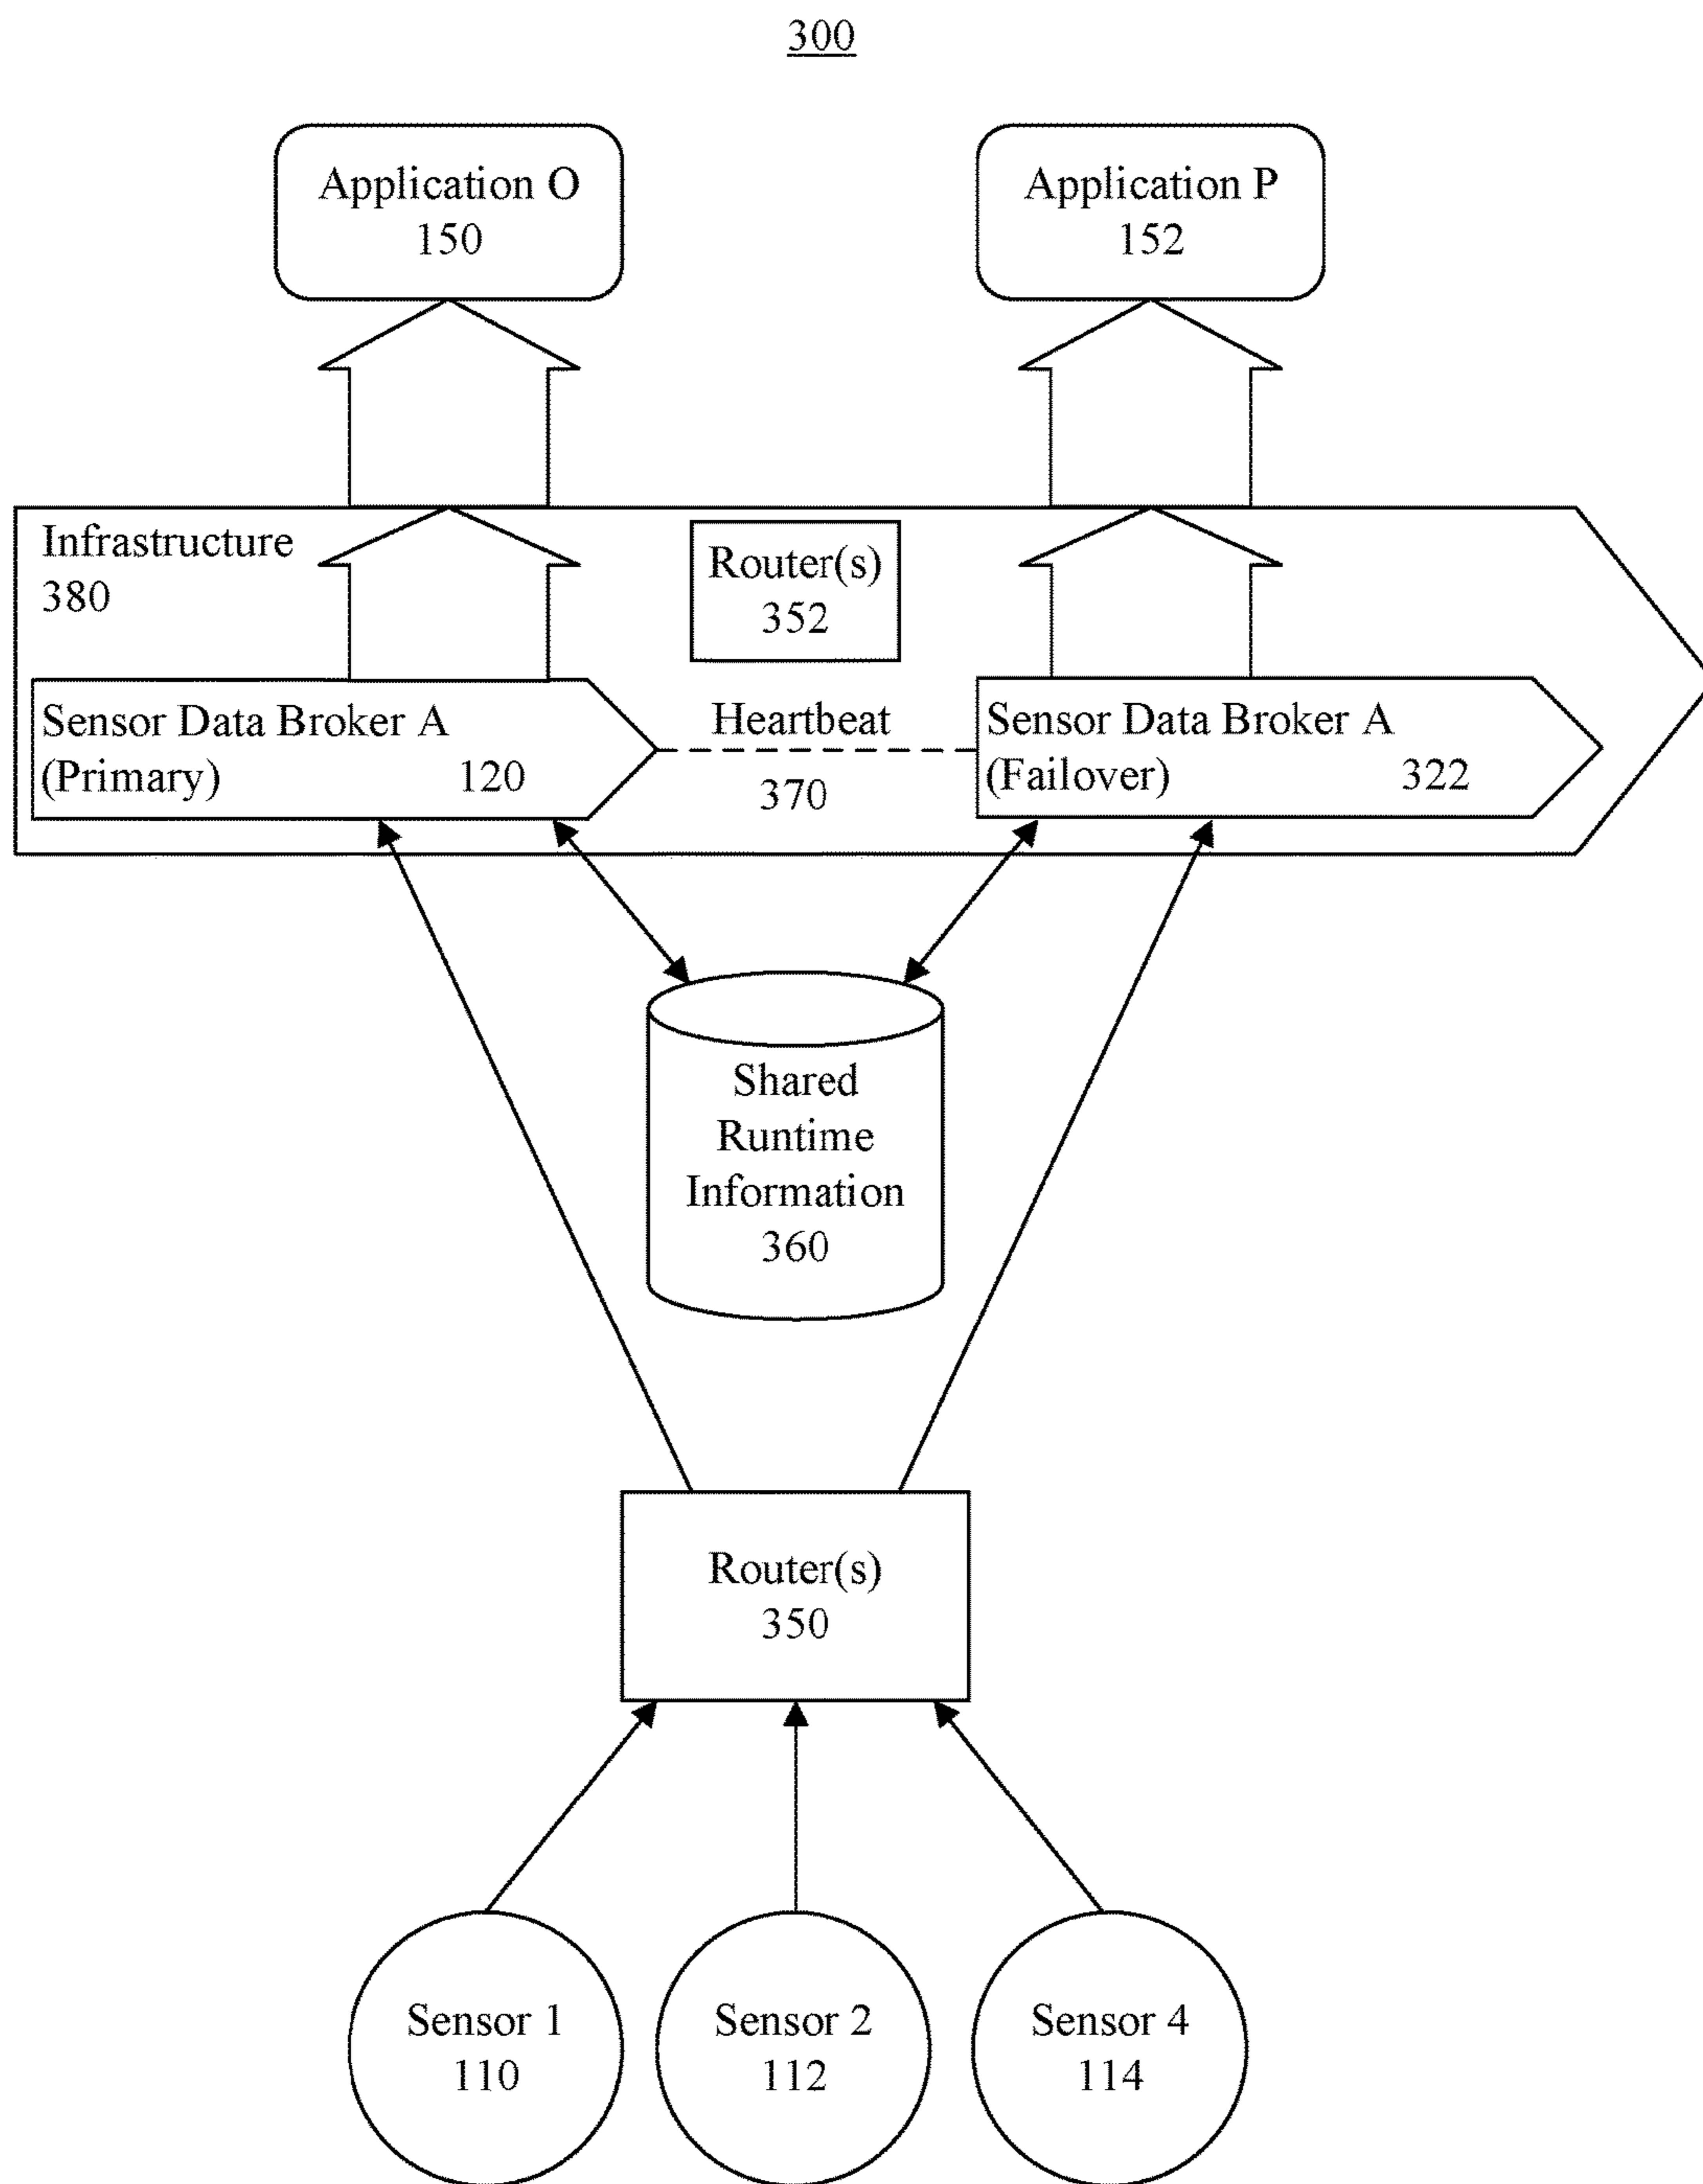 300
Application O
150
Application P
152
Infrastructure
380
Router(s)
352
Sensor Data Broker A
(Primary) 120
Heartbeat
370
Sensor Data Broker A
(Failover) 322
Shared
Runtime
Information
360
Router(s)
350
Sensor 1
110
Sensor 2
112
Sensor 4
114